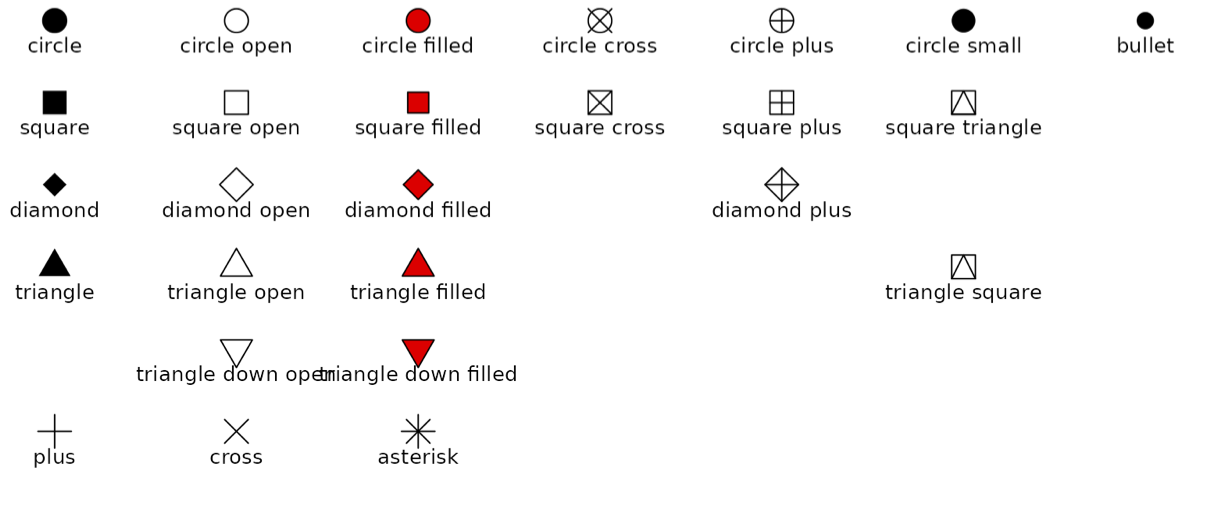 circle circle open circle filled circle cross circle plus circle small bullet
square square open square filled square cross square plus square triangle
diamond diamond open diamond filled diamond plus
triangle triangle open triangle filled triangle square
triangle down open triangle down filled
plus cross asterisk